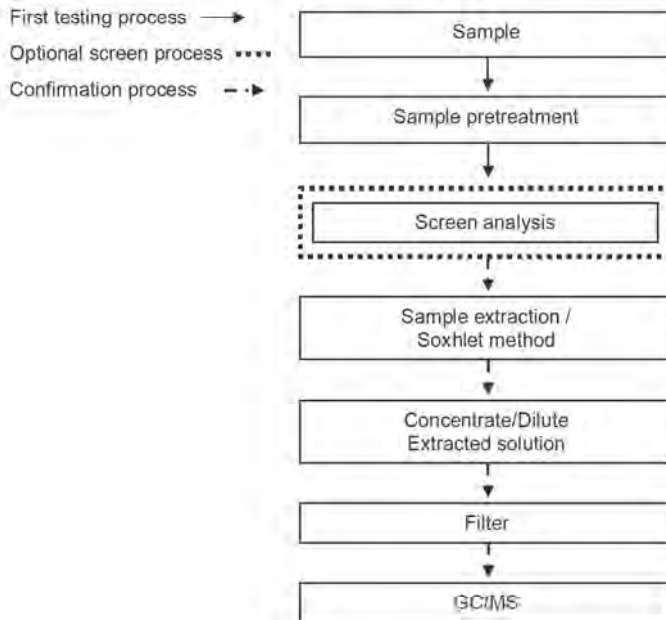 First testing process
Optional screen process
Confirmation process
Sample
Sample pretreatment
Screen analysis
Sample extraction /
Soxhlet method
Concentrate/Dilute
Extracted solution
Filter
GC/MS